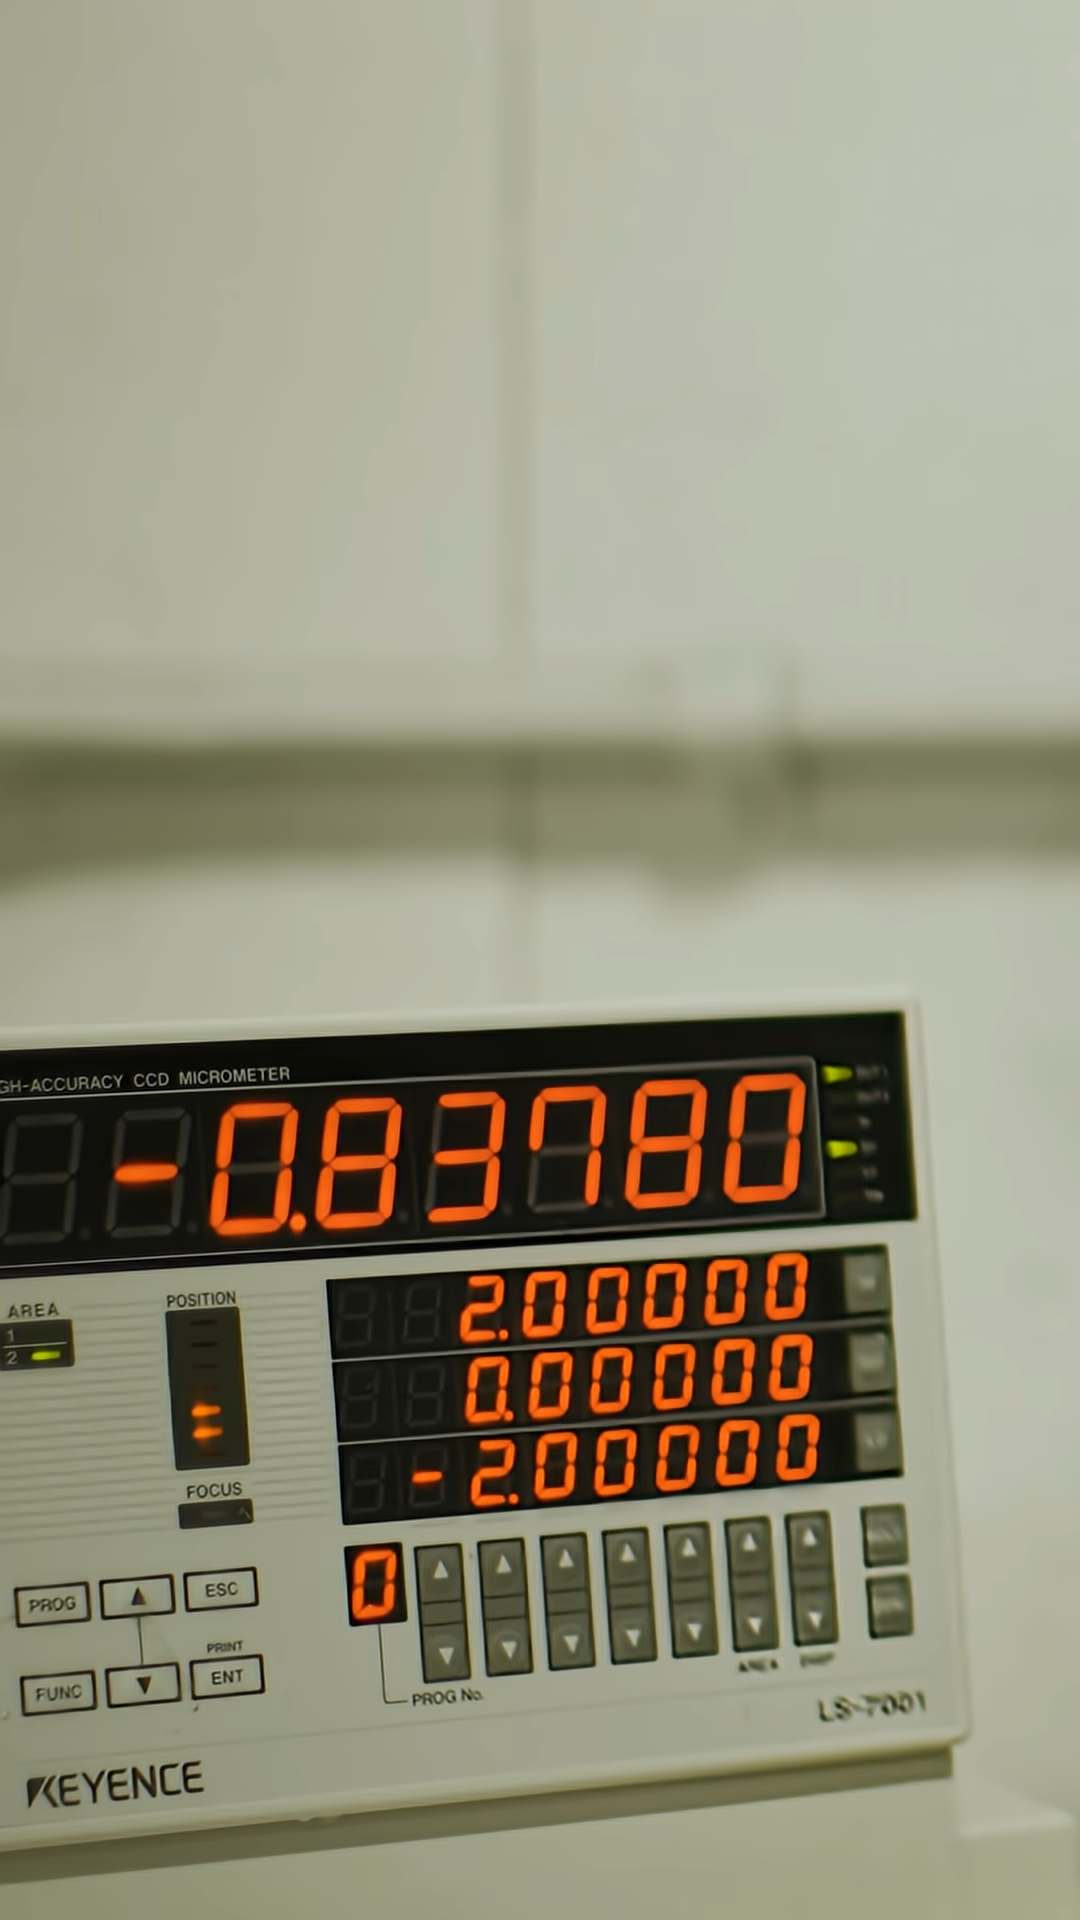 GH-ACCURACY CCD MICROMETER
-0.83780
AREA
1
2
POSITION
2.00000
0.00000
-2.00000
FOCUS
0
PROG
ESC
PRINT
FUNC
ENT
PROG No.
AREA
LS-7001
KEYENCE